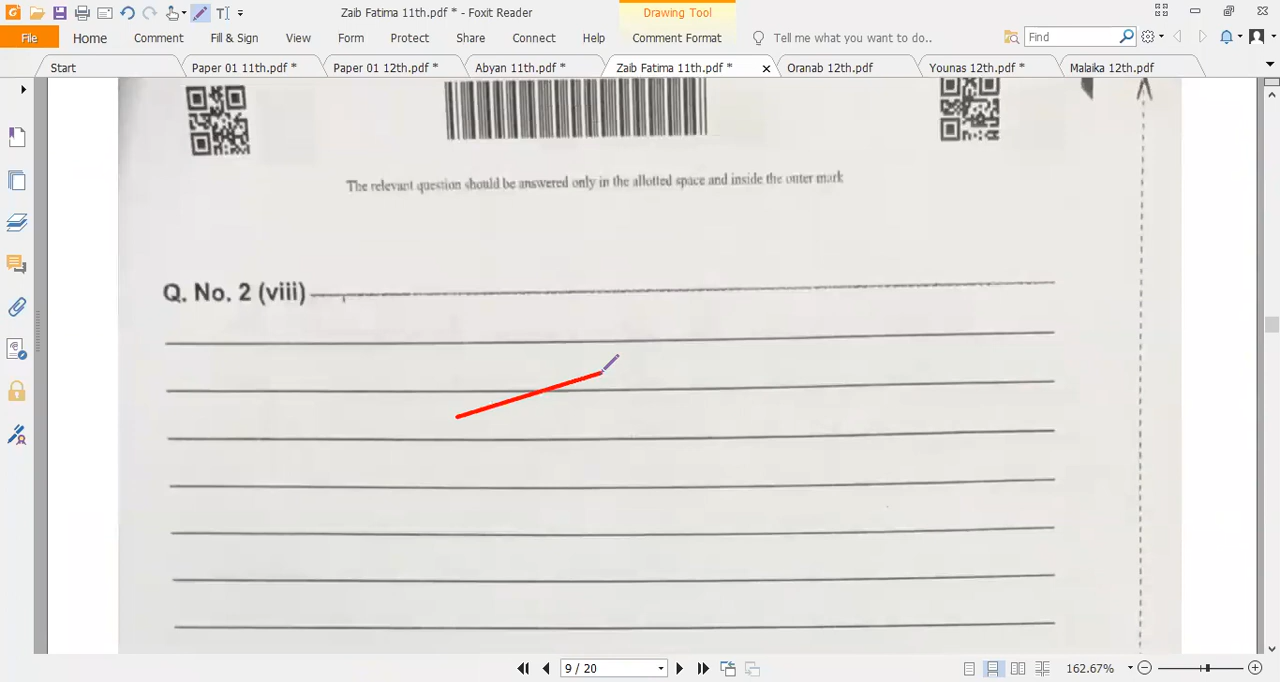 Zaib Fatima 11th.pdf * - Foxit Reader
Drawing Tool
File Home Comment Fill & Sign View Form Protect Share Connect Help Comment Format Tell me what you want to do.. Find
Start Paper 01 11th.pdf * Paper 01 12th.pdf * Abyan 11th.pdf * Zaib Fatima 11th.pdf * Oranab 12th.pdf Younas 12th.pdf * Malaika 12th.pdf
The relevant question should be answered only in the allotted space and inside the outer mark
Q. No. 2 (viii)
9 / 20 162.67%